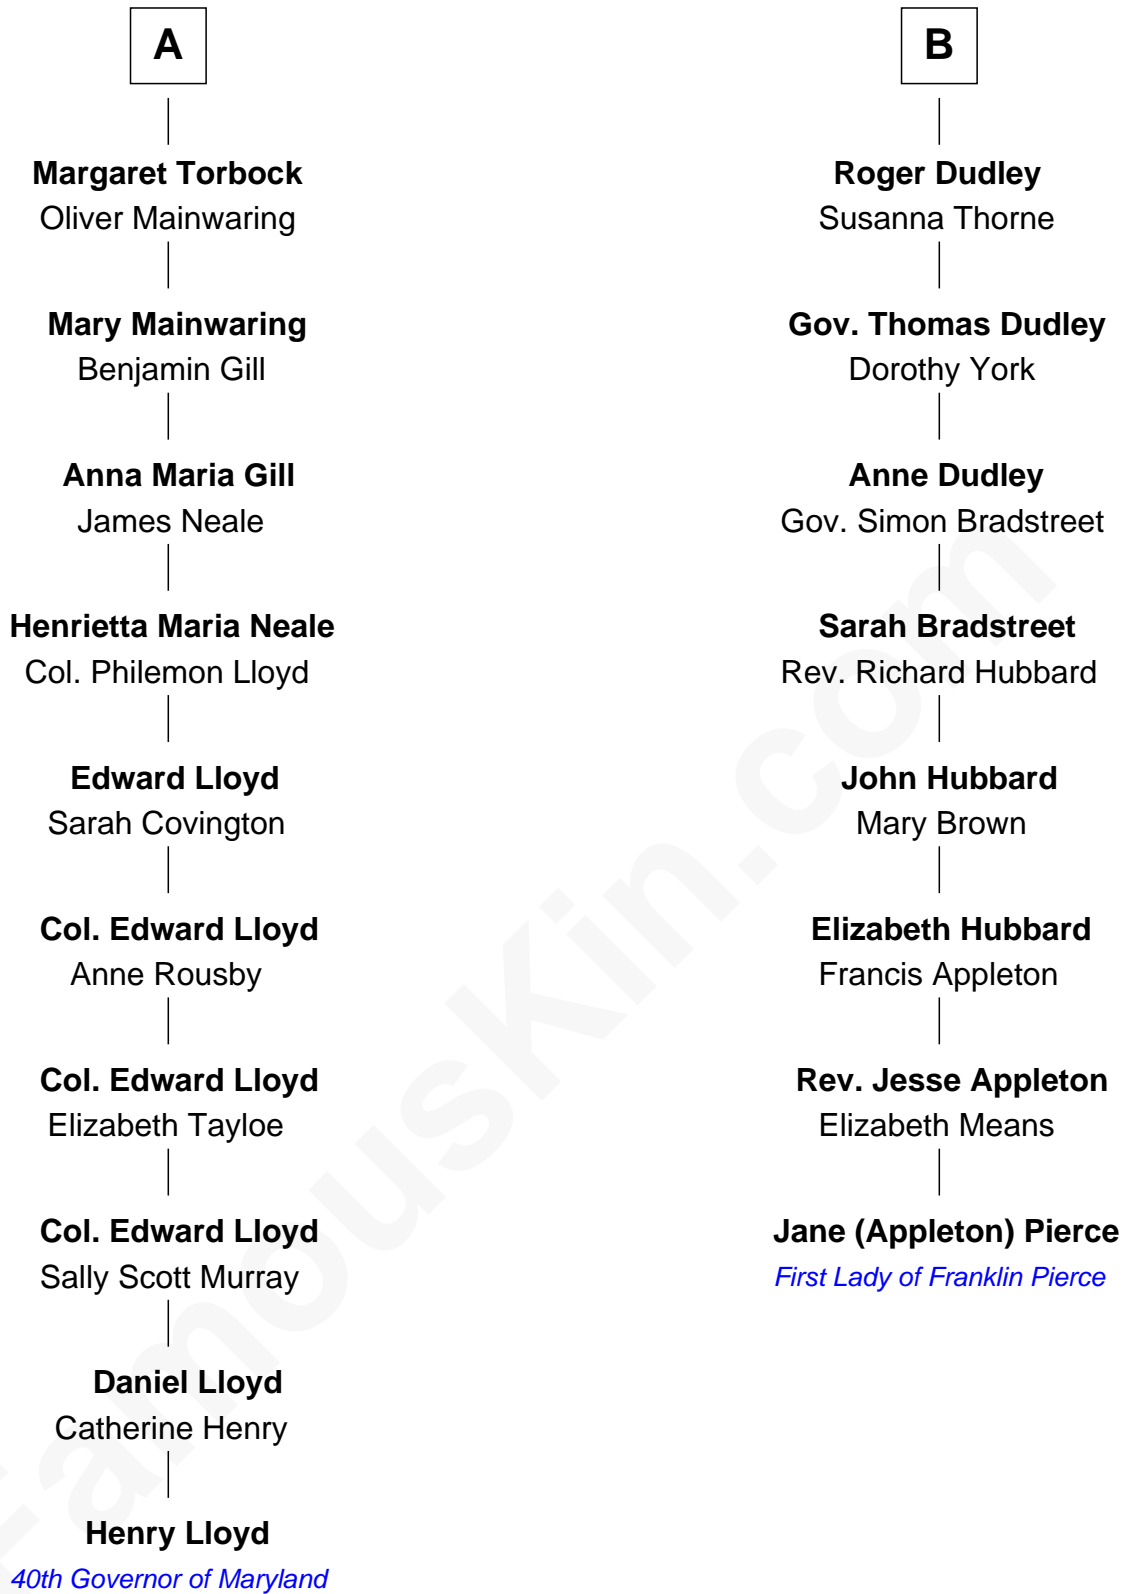 A
Margaret Torbock
Oliver Mainwaring
Mary Mainwaring
Benjamin Gill
Anna Maria Gill
James Neale
Henrietta Maria Neale
Col. Philemon Lloyd
Edward Lloyd
Sarah Covington
Col. Edward Lloyd
Anne Rousby
Col. Edward Lloyd
Elizabeth Tayloe
Col. Edward Lloyd
Sally Scott Murray
Daniel Lloyd
Catherine Henry
Henry Lloyd
40th Governor of Maryland
B
Roger Dudley
Susanna Thorne
Gov. Thomas Dudley
Dorothy York
Anne Dudley
Gov. Simon Bradstreet
Sarah Bradstreet
Rev. Richard Hubbard
John Hubbard
Mary Brown
Elizabeth Hubbard
Francis Appleton
Rev. Jesse Appleton
Elizabeth Means
Jane (Appleton) Pierce
First Lady of Franklin Pierce
FamousKin.com